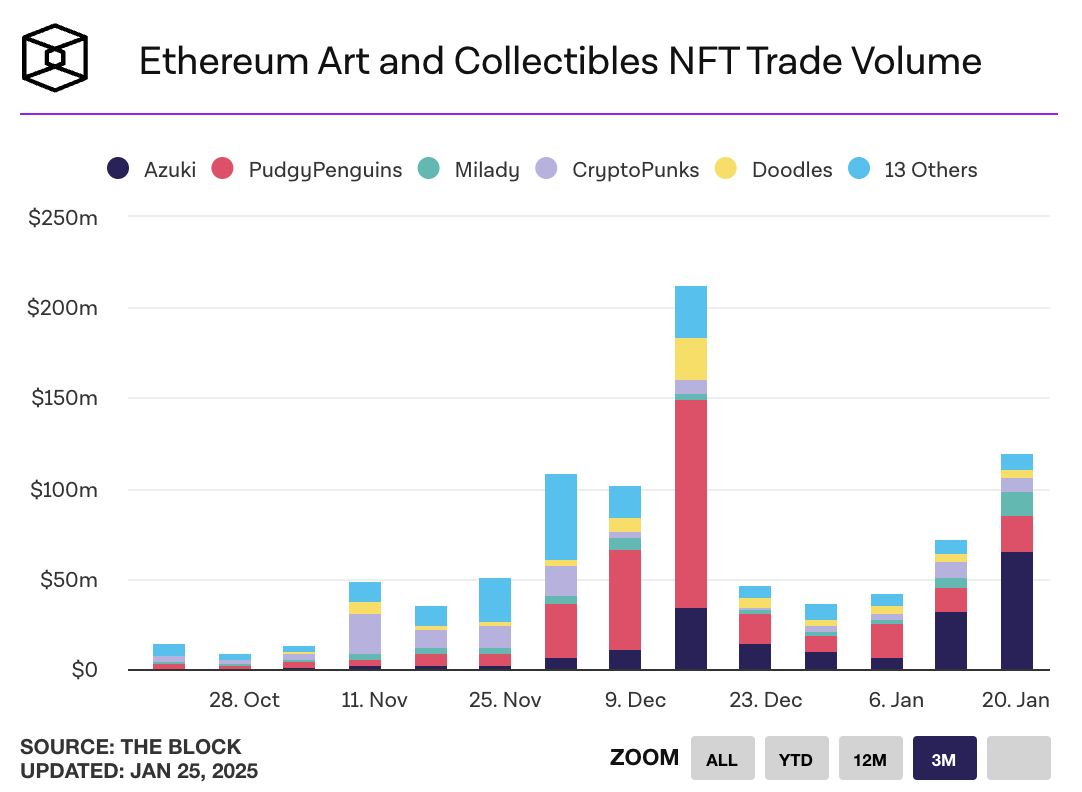 Ethereum Art and Collectibles NFT Trade Volume
Azuki PudgyPenguins Milady CryptoPunks Doodles 13 Others
$250m
$200m
$150m
$100m
$50m
$0
28. Oct 11. Nov 25. Nov 9. Dec 23. Dec 6. Jan 20. Jan
SOURCE: THE BLOCK
UPDATED: JAN 25, 2025
ZOOM ALL YTD 12M 3M